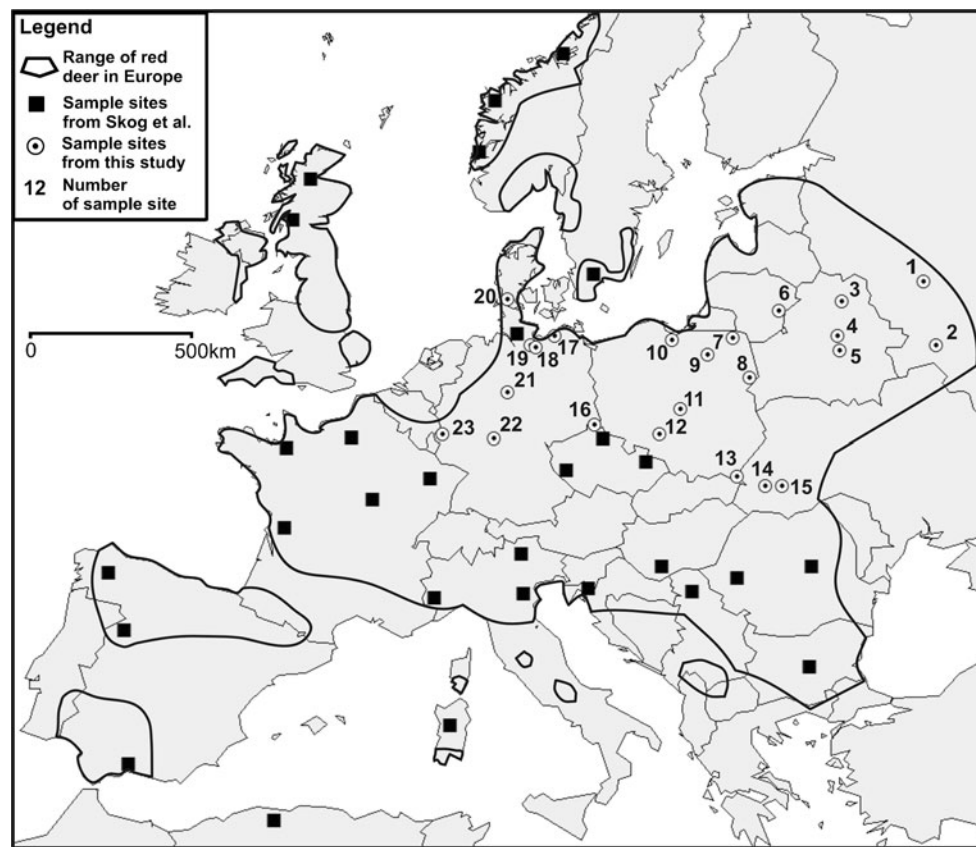 Legend
Range of red
deer in Europe
Sample sites
from Skog et al.
Sample sites
from this study
12 Number
of sample site
0 500km
1
2
3
4
5
6
7
8
9
10
11
12
13
14
15
16
17
18
19
20
21
22
23